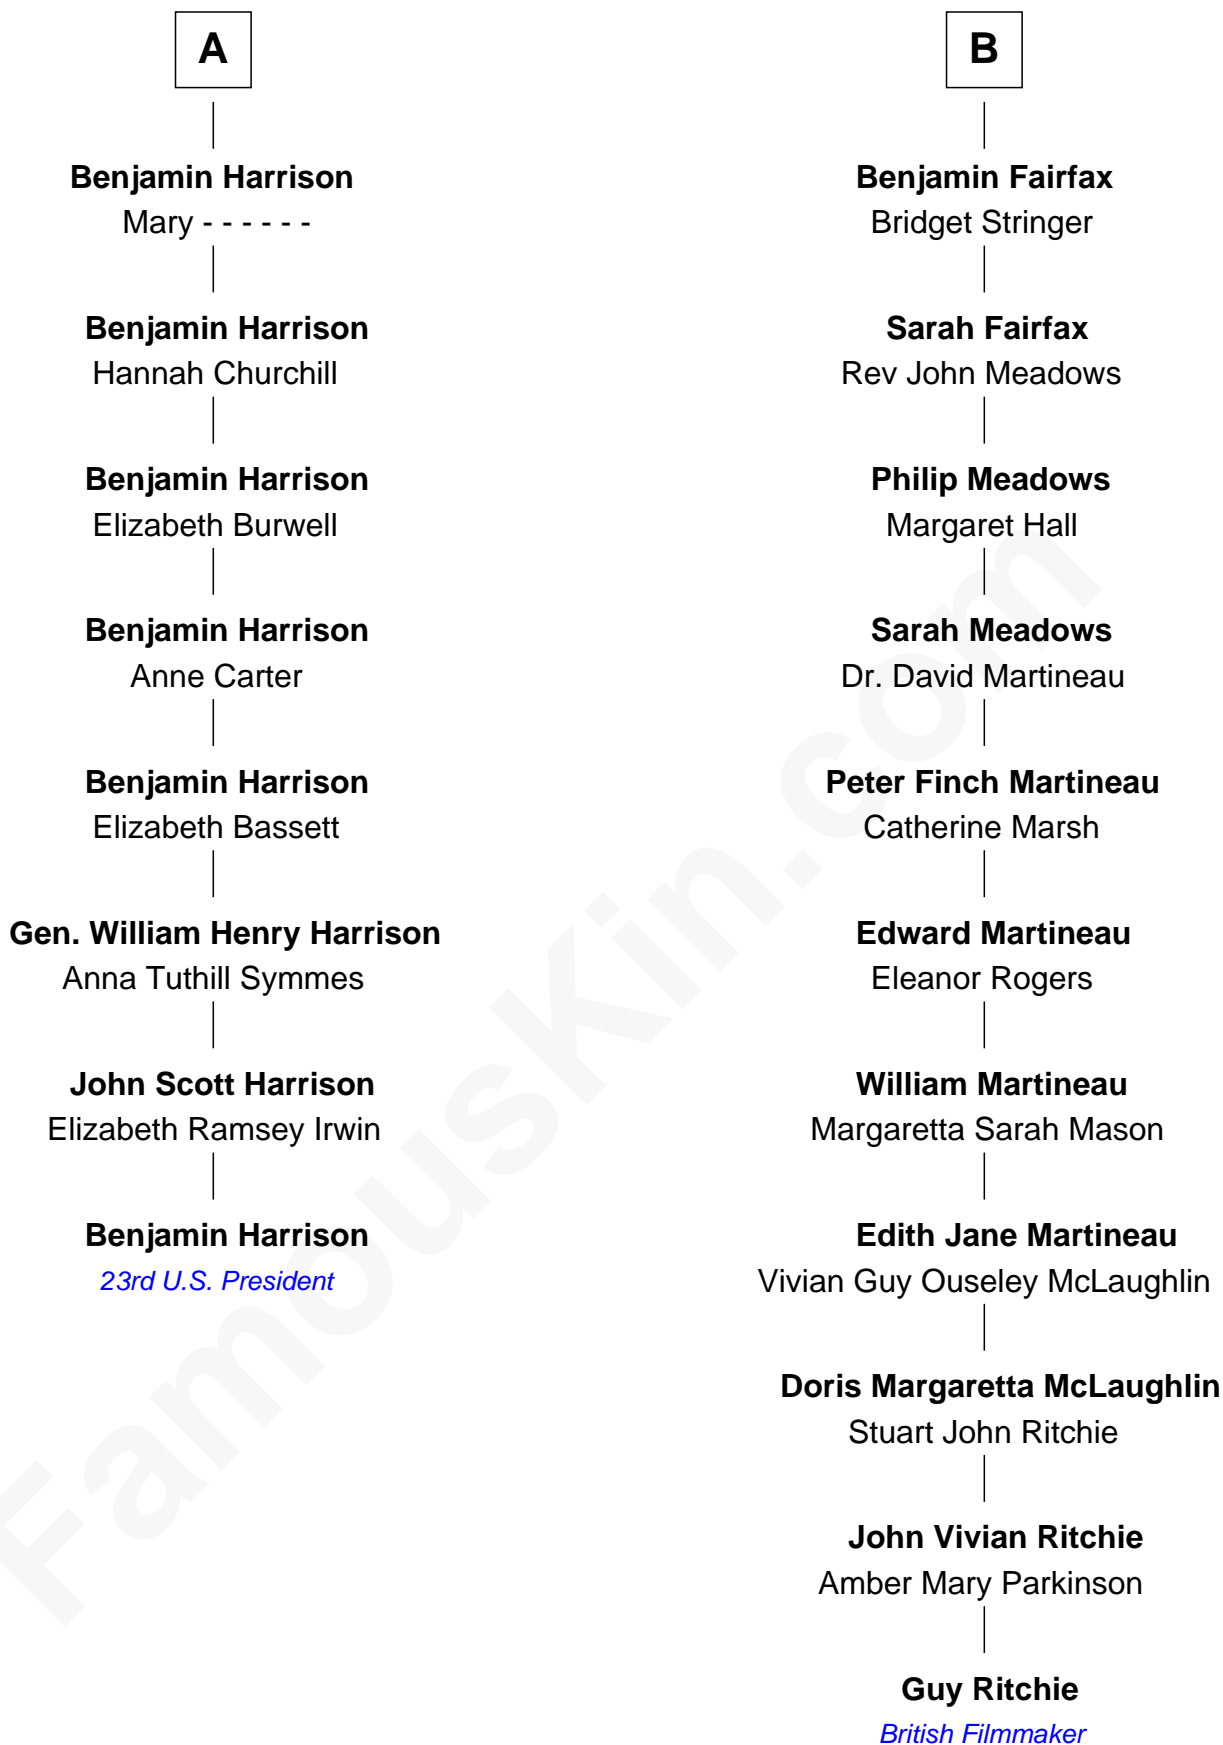 A
Benjamin Harrison
Mary - - - - - -
Benjamin Harrison
Hannah Churchill
Benjamin Harrison
Elizabeth Burwell
Benjamin Harrison
Anne Carter
Benjamin Harrison
Elizabeth Bassett
Gen. William Henry Harrison
Anna Tuthill Symmes
John Scott Harrison
Elizabeth Ramsey Irwin
Benjamin Harrison
23rd U.S. President
B
Benjamin Fairfax
Bridget Stringer
Sarah Fairfax
Rev John Meadows
Philip Meadows
Margaret Hall
Sarah Meadows
Dr. David Martineau
Peter Finch Martineau
Catherine Marsh
Edward Martineau
Eleanor Rogers
William Martineau
Margaretta Sarah Mason
Edith Jane Martineau
Vivian Guy Ouseley McLaughlin
Doris Margaretta McLaughlin
Stuart John Ritchie
John Vivian Ritchie
Amber Mary Parkinson
Guy Ritchie
British Filmmaker
FamousKin.com